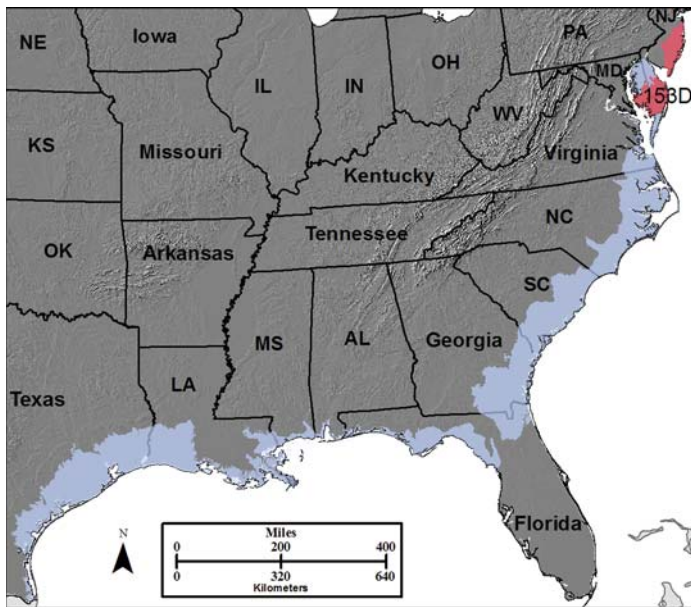 NE
Iowa
PA
NJ
OH
IL
IN
MD
153D
WV
KS
Missouri
Virginia
Kentucky
NC
OK
Arkansas
Tennessee
SC
MS
AL
Georgia
LA
Texas
Florida
N
Miles
0 200 400
0 320 640
Kilometers